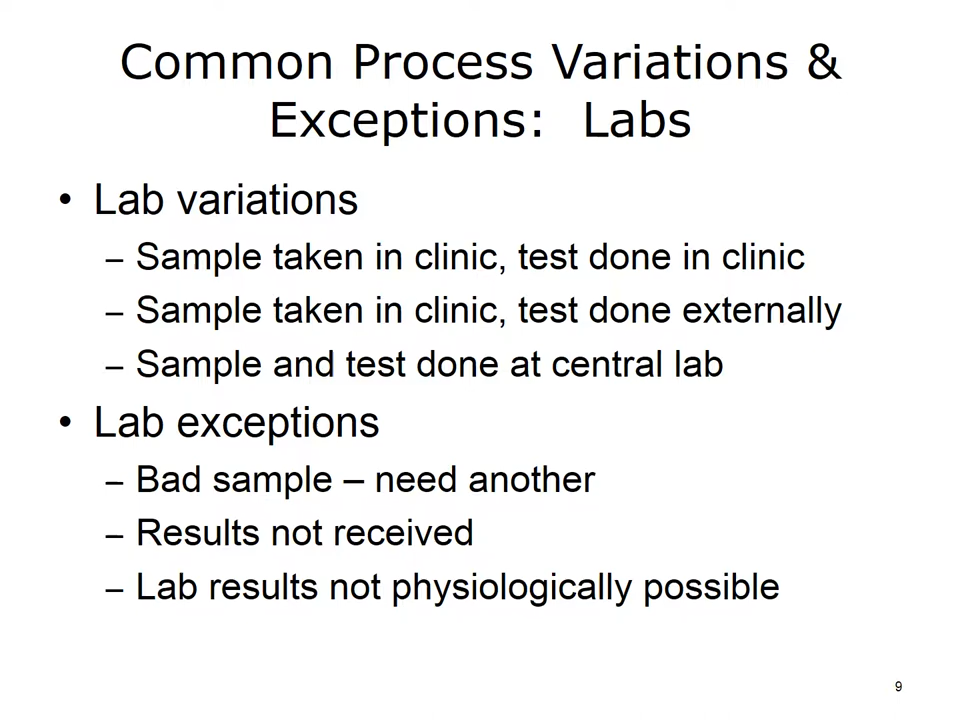 Common Process Variations &
Exceptions:  Labs
• Lab variations
– Sample taken in clinic, test done in clinic
– Sample taken in clinic, test done externally
– Sample and test done at central lab
• Lab exceptions
– Bad sample – need another
– Results not received
– Lab results not physiologically possible
9